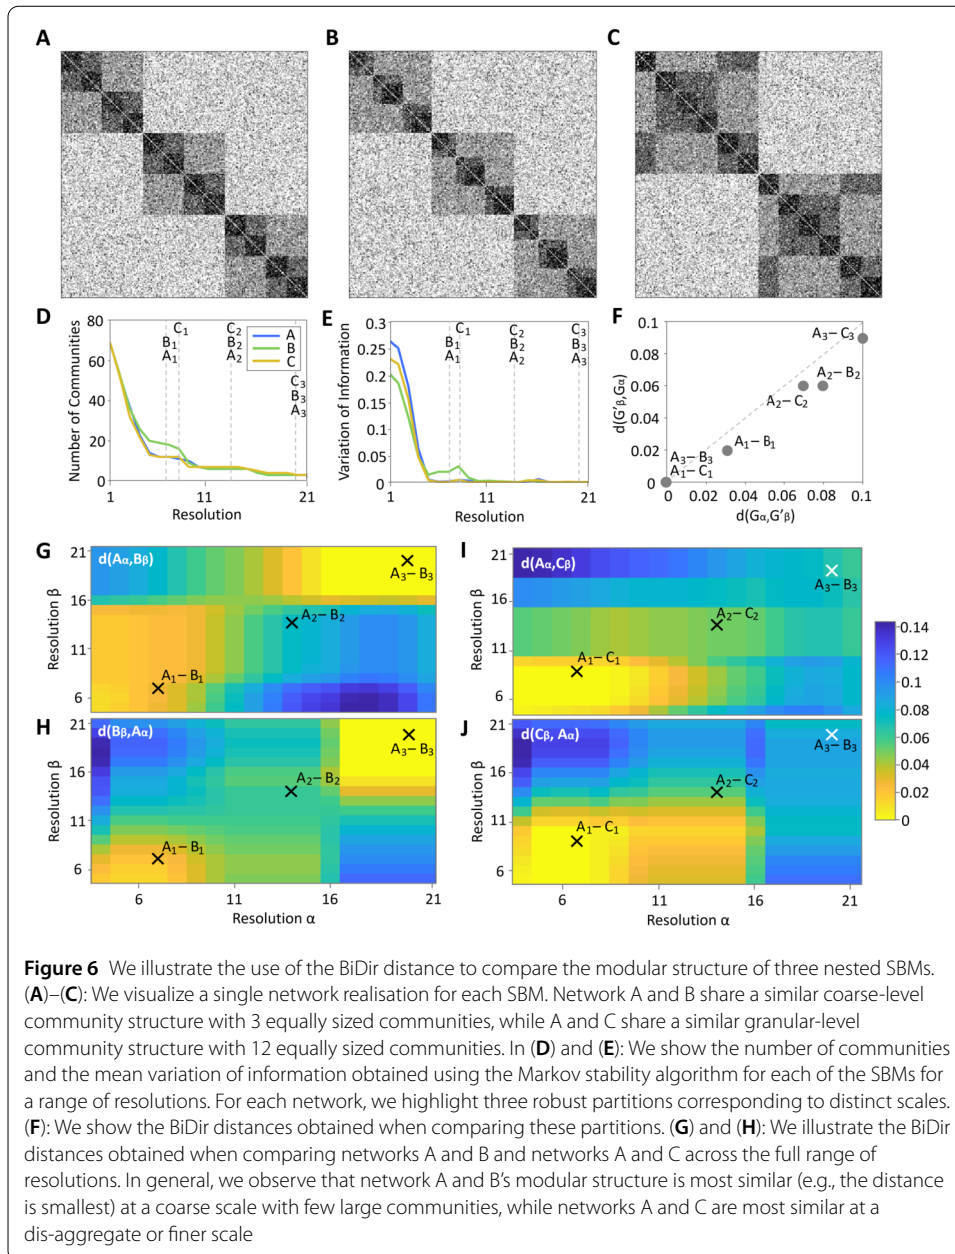 A
B
C
D
Number of Communities
80
60
40
20
0
1
11
21
Resolution
C₁
B₁
A₁
C₂
B₂
A₂
C₃
B₃
A₃
A
B
C
E
Variation of Information
0.3
0.25
0.2
0.15
0.1
0.05
0
1
11
21
Resolution
C₁
B₁
A₁
C₂
B₂
A₂
C₃
B₃
A₃
F
d(G'β,Gα)
0.1
0.08
0.06
0.04
0.02
0
0
0.02
0.04
0.06
0.08
0.1
d(Gα,G'β)
A₃–C₃
A₂–B₂
A₂–C₂
A₁–B₁
A₃–B₃
A₁–C₁
G
d(Aα,Bβ)
Resolution β
21
16
11
6
A₃–B₃
A₂–B₂
A₁–B₁
I
d(Aα,Cβ)
Resolution β
21
16
11
6
A₃–B₃
A₂–C₂
A₁–C₁
H
d(Bβ,Aα)
Resolution β
21
16
11
6
A₃–B₃
A₂–B₂
A₁–B₁
6
11
16
21
Resolution α
J
d(Cβ, Aα)
Resolution β
21
16
11
6
A₃–B₃
A₂–C₂
A₁–C₁
6
11
16
21
Resolution α
0.14
0.12
0.10
0.08
0.06
0.04
0.02
0
Figure 6 We illustrate the use of the BiDir distance to compare the modular structure of three nested SBMs.
(A)–(C): We visualize a single network realisation for each SBM. Network A and B share a similar coarse-level
community structure with 3 equally sized communities, while A and C share a similar granular-level
community structure with 12 equally sized communities. In (D) and (E): We show the number of communities
and the mean variation of information obtained using the Markov stability algorithm for each of the SBMs for
a range of resolutions. For each network, we highlight three robust partitions corresponding to distinct scales.
(F): We show the BiDir distances obtained when comparing these partitions. (G) and (H): We illustrate the BiDir
distances obtained when comparing networks A and B and networks A and C across the full range of
resolutions. In general, we observe that network A and B's modular structure is most similar (e.g., the distance
is smallest) at a coarse scale with few large communities, while networks A and C are most similar at a
dis-aggregate or finer scale